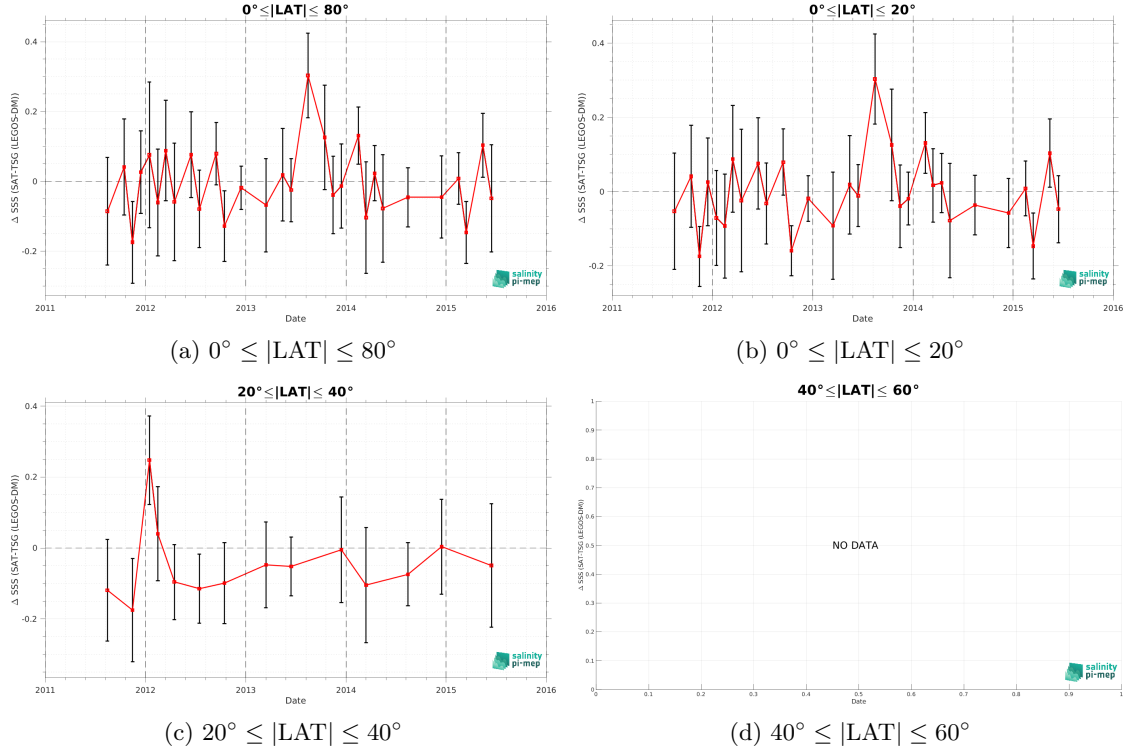 0°≤|LAT|≤ 80°
Δ SSS (SAT-TSG (LEGOS-DM))
0.4
0.2
0
-0.2
2011
2012
2013
2014
2015
2016
Date
salinity
pi-mep
(a) 0° ≤ |LAT| ≤ 80°
0°≤|LAT|≤ 20°
Δ SSS (SAT-TSG (LEGOS-DM))
0.4
0.2
0
-0.2
2011
2012
2013
2014
2015
2016
Date
salinity
pi-mep
(b) 0° ≤ |LAT| ≤ 20°
20°≤|LAT|≤ 40°
Δ SSS (SAT-TSG (LEGOS-DM))
0.4
0.2
0
-0.2
2011
2012
2013
2014
2015
2016
Date
salinity
pi-mep
(c) 20° ≤ |LAT| ≤ 40°
40°≤|LAT|≤ 60°
Δ SSS (SAT-TSG (LEGOS-DM))
1
0.9
0.8
0.7
0.6
0.5
0.4
0.3
0.2
0.1
0
NO DATA
0
0.1
0.2
0.3
0.4
0.5
0.6
0.7
0.8
0.9
1
Date
salinity
pi-mep
(d) 40° ≤ |LAT| ≤ 60°